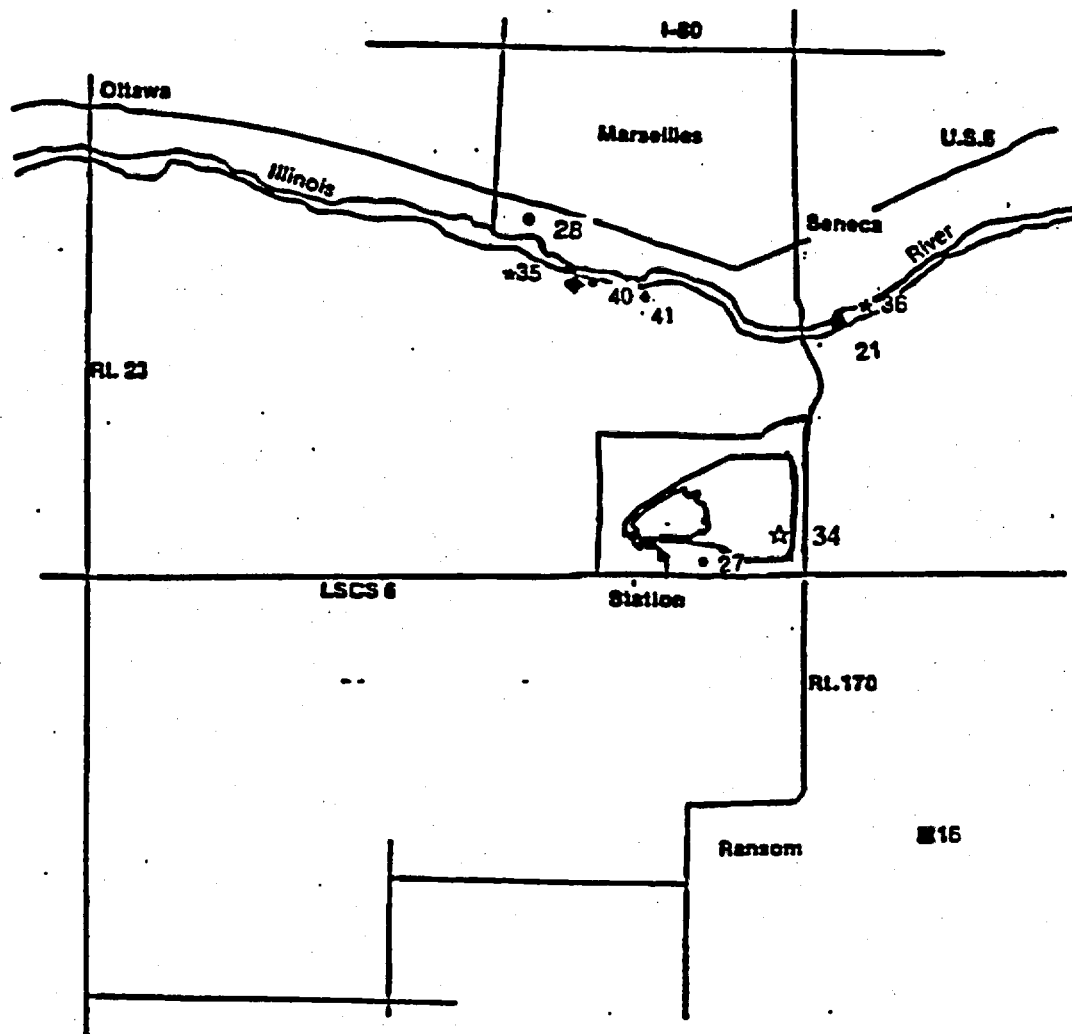 I-80
Ottawa
Marseilles
U.S.6
Illinois
28
Seneca
River
35
40
41
36
21
Rt. 23
34
27
LSCS 6
Station
Rt.170
Ransom
15